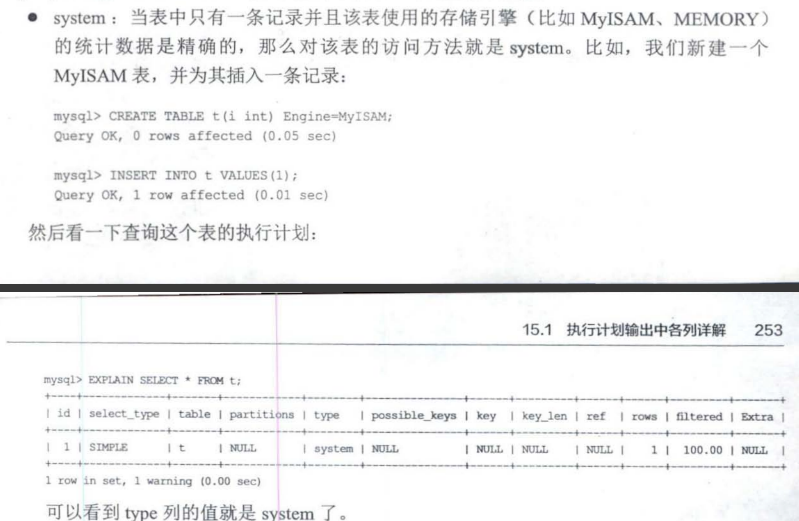 ● system：当表中只有一条记录并且该表使用的存储引擎（比如 MyISAM、MEMORY）
的统计数据是精确的，那么对该表的访问方法就是 system。比如，我们新建一个
MyISAM 表，并为其插入一条记录：
mysql> CREATE TABLE t(i int) Engine=MyISAM;
Query OK, 0 rows affected (0.05 sec)
mysql> INSERT INTO t VALUES(1);
Query OK, 1 row affected (0.01 sec)
然后看一下查询这个表的执行计划：
15.1 执行计划输出中各列详解 253
mysql> EXPLAIN SELECT * FROM t;
+----+-------------+-------+------------+--------+---------------+------+---------+------+------+----------+-------+
| id | select_type | table | partitions | type | possible_keys | key | key_len | ref | rows | filtered | Extra |
+----+-------------+-------+------------+--------+---------------+------+---------+------+------+----------+-------+
| 1 | SIMPLE | t | NULL | system | NULL | NULL | NULL | NULL | 1 | 100.00 | NULL |
+----+-------------+-------+------------+--------+---------------+------+---------+------+------+----------+-------+
1 row in set, 1 warning (0.00 sec)
可以看到 type 列的值就是 system 了。